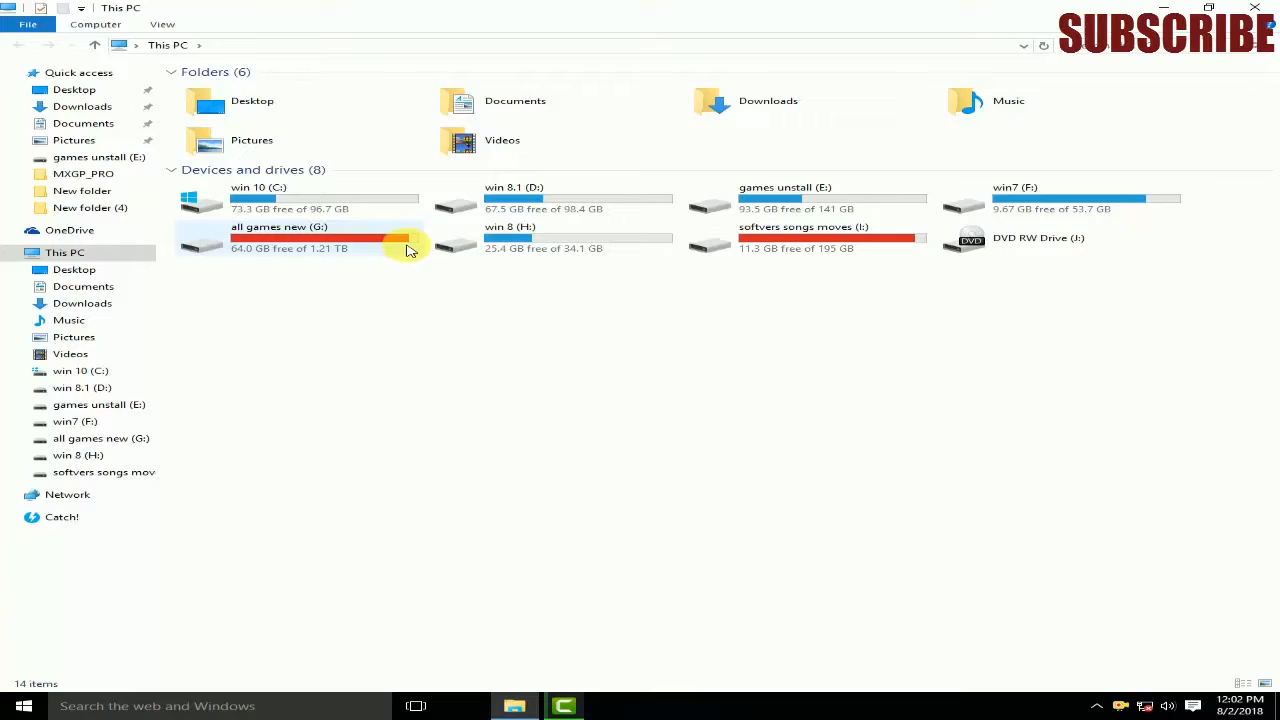 This PC
SUBSCRIBE
File
Computer
View
This PC
Quick access
Desktop
Downloads
Documents
Pictures
games unstall (E:)
MXGP_PRO
New folder
New folder (4)
OneDrive
This PC
Desktop
Documents
Downloads
Music
Pictures
Videos
win 10 (C:)
win 8.1 (D:)
games unstall (E:)
win7 (F:)
all games new (G:)
win 8 (H:)
softvers songs mov
Network
Catch!
Folders (6)
Desktop
Documents
Downloads
Music
Pictures
Videos
Devices and drives (8)
win 10 (C:)
73.3 GB free of 96.7 GB
win 8.1 (D:)
67.5 GB free of 98.4 GB
games unstall (E:)
93.5 GB free of 141 GB
win7 (F:)
9.67 GB free of 53.7 GB
all games new (G:)
64.0 GB free of 1.21 TB
win 8 (H:)
25.4 GB free of 34.1 GB
softvers songs moves (I:)
11.3 GB free of 195 GB
DVD
DVD RW Drive (J:)
14 items
Search the web and Windows
12:02 PM
8/2/2018